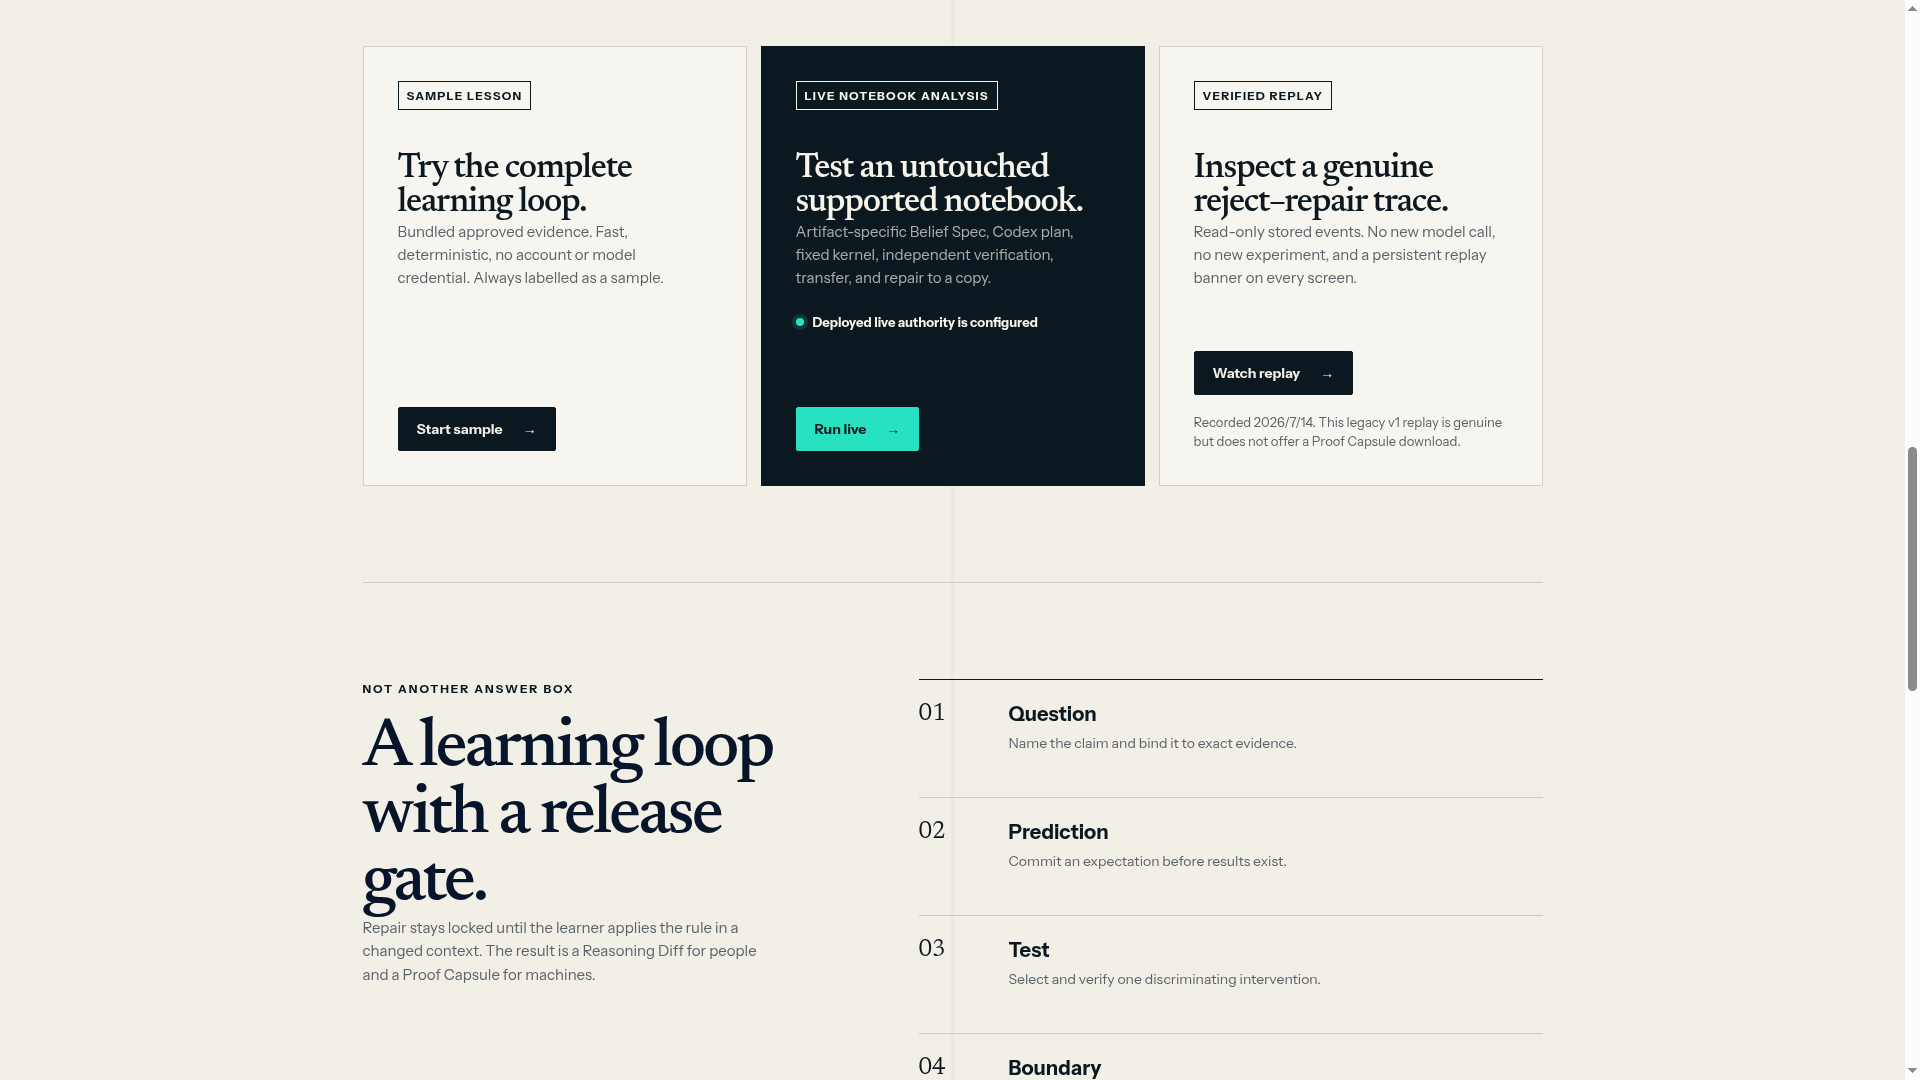 SAMPLE LESSON
Try the complete
learning loop.
Bundled approved evidence. Fast,
deterministic, no account or model
credential. Always labelled as a sample.
Start sample →
LIVE NOTEBOOK ANALYSIS
Test an untouched
supported notebook.
Artifact-specific Belief Spec, Codex plan,
fixed kernel, independent verification,
transfer, and repair to a copy.
Deployed live authority is configured
Run live →
VERIFIED REPLAY
Inspect a genuine
reject–repair trace.
Read-only stored events. No new model call,
no new experiment, and a persistent replay
banner on every screen.
Watch replay →
Recorded 2026/7/14. This legacy v1 replay is genuine
but does not offer a Proof Capsule download.
NOT ANOTHER ANSWER BOX
A learning loop
with a release
gate.
Repair stays locked until the learner applies the rule in a
changed context. The result is a Reasoning Diff for people
and a Proof Capsule for machines.
01 Question
Name the claim and bind it to exact evidence.
02 Prediction
Commit an expectation before results exist.
03 Test
Select and verify one discriminating intervention.
04 Boundary